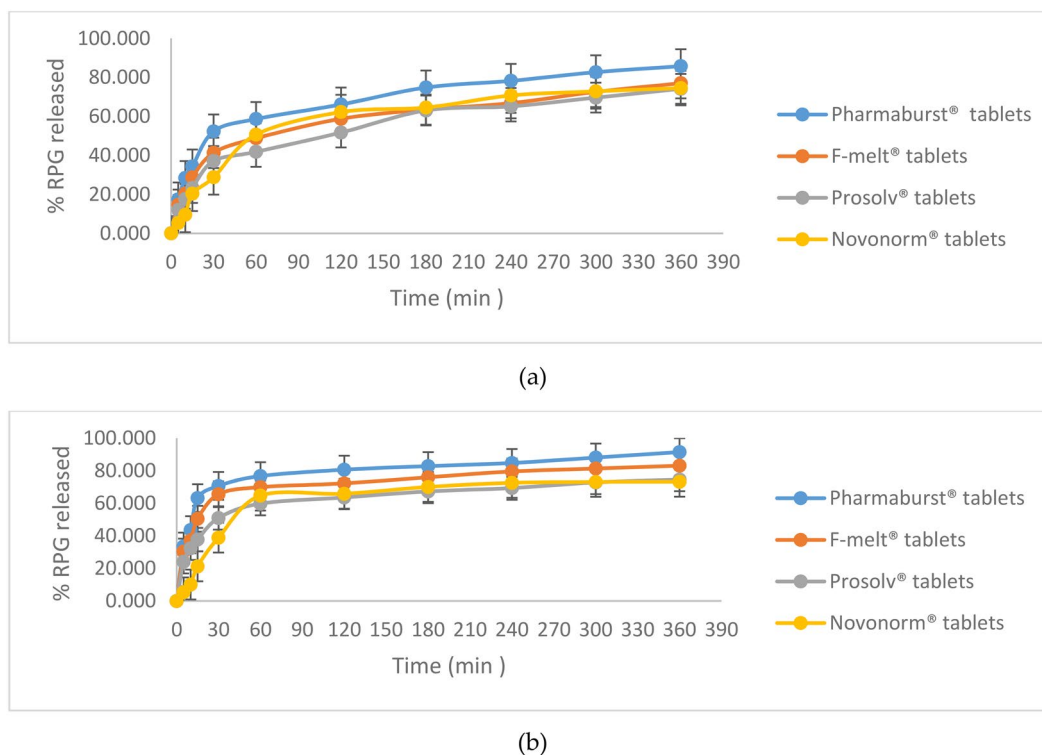 100.000
80.000
60.000
40.000
20.000
0.000
% RPG released
0 30 60 90 120 150 180 210 240 270 300 330 360 390
Time (min )
Pharmaburst® tablets
F-melt® tablets
Prosolv® tablets
Novonorm® tablets
(a)
100.000
80.000
60.000
40.000
20.000
0.000
% RPG released
0 30 60 90 120 150 180 210 240 270 300 330 360 390
Time (min)
Pharmaburst® tablets
F-melt® tablets
Prosolv® tablets
Novonorm® tablets
(b)